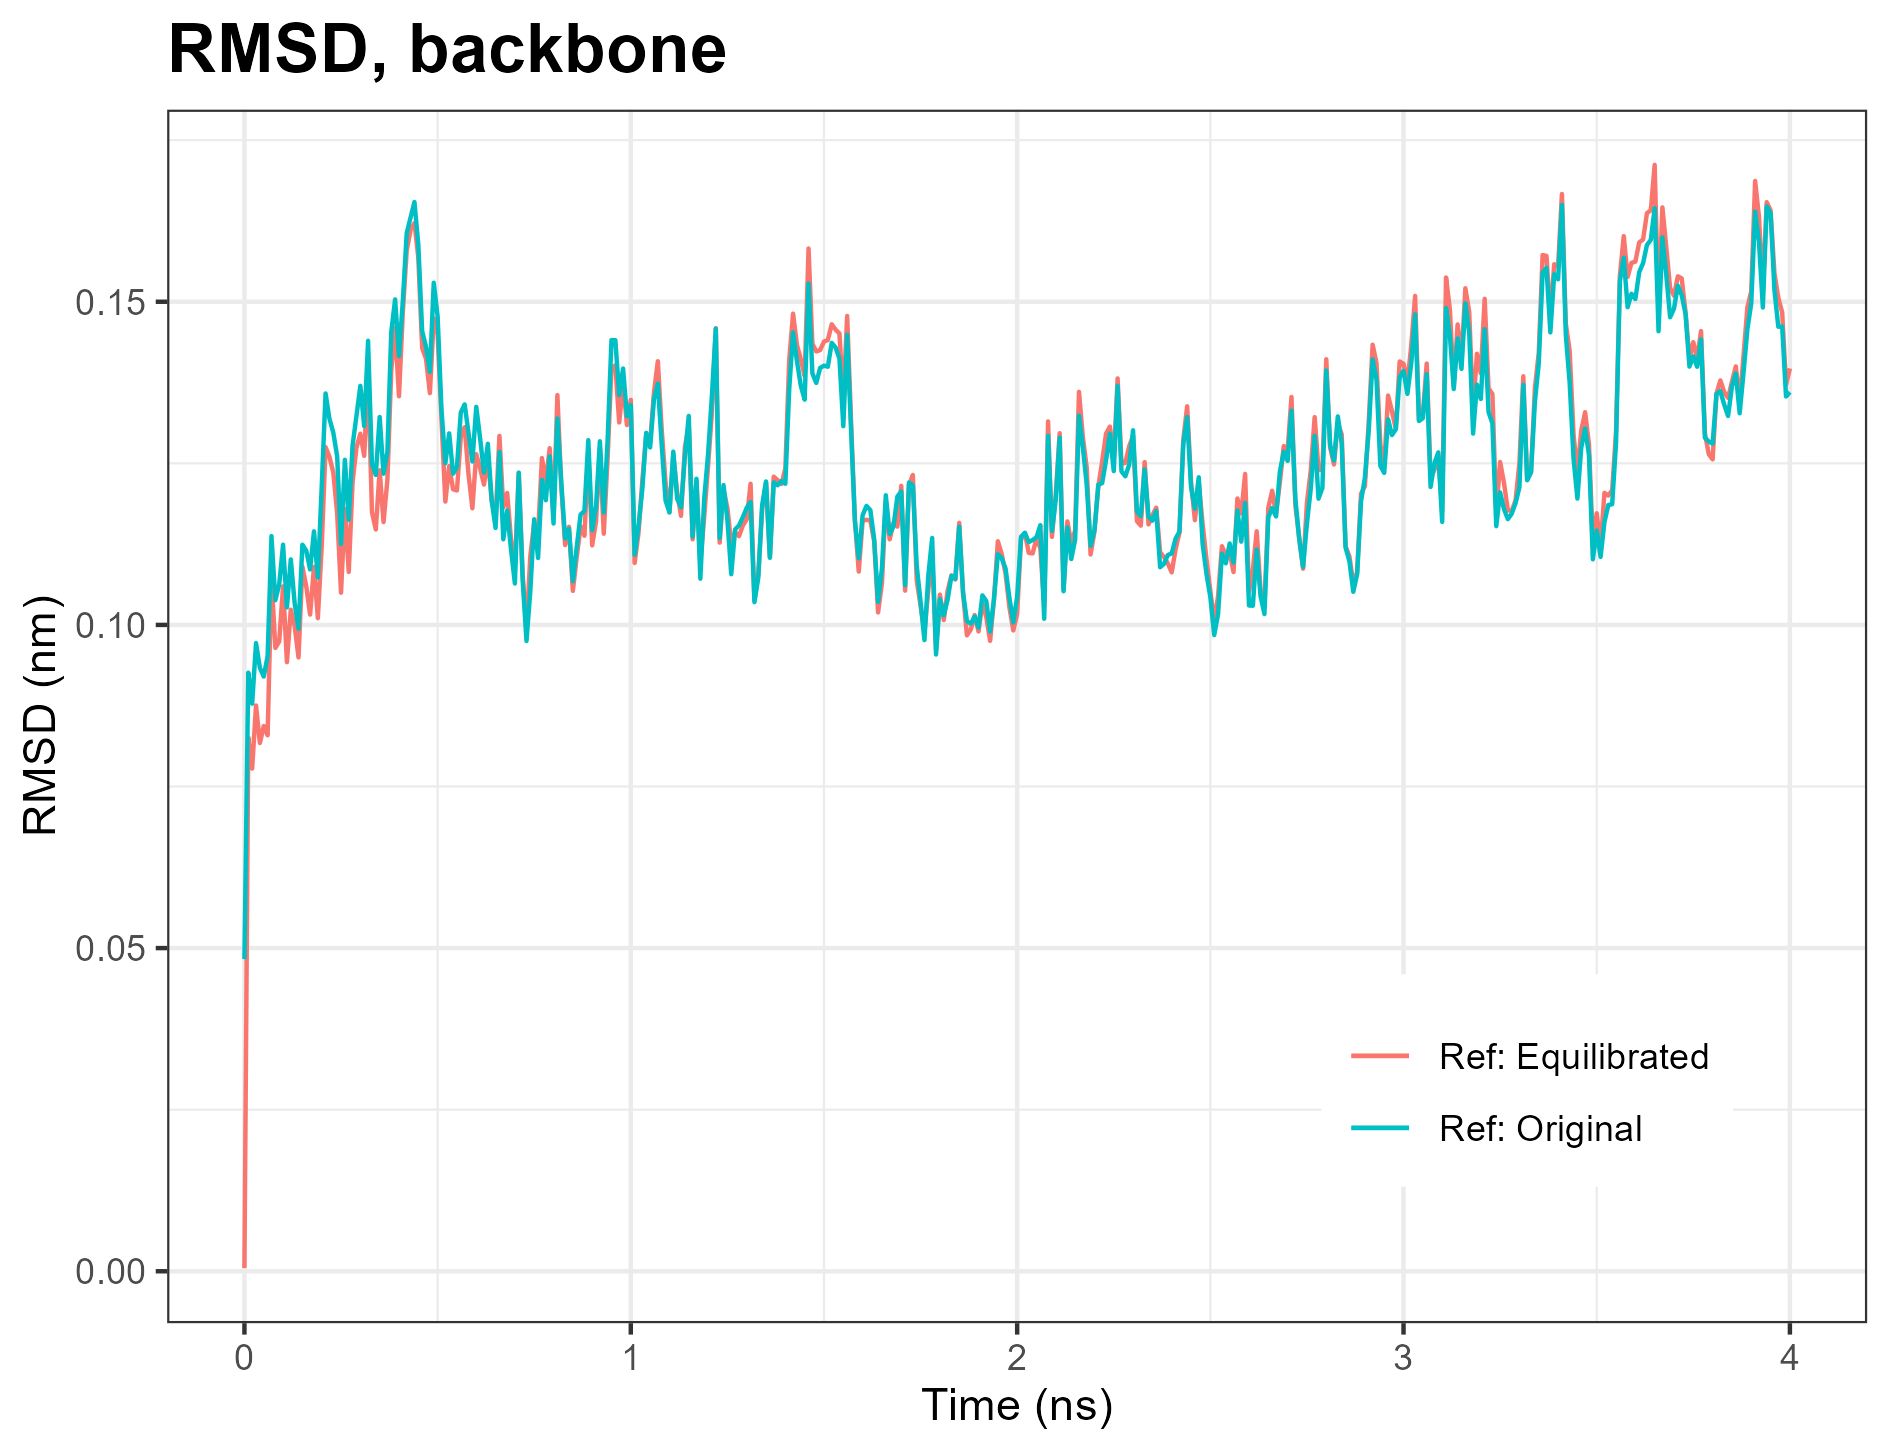 RMSD, backbone
RMSD (nm)
0.15
0.10
0.05
0.00
Ref: Equilibrated
Ref: Original
0 1 2 3 4
Time (ns)